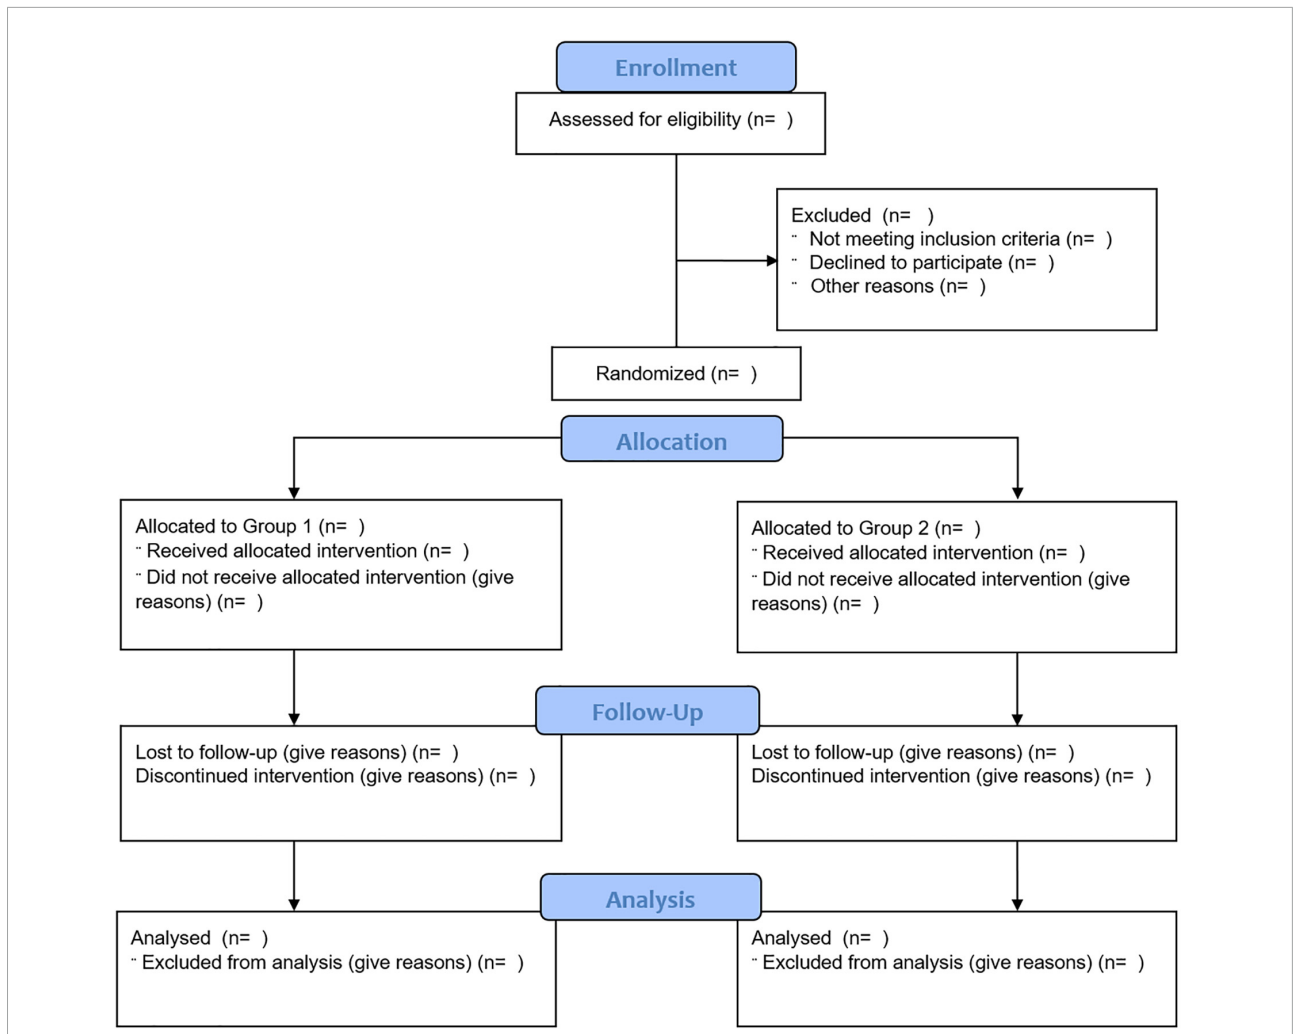 Enrollment
Assessed for eligibility (n=  )
Excluded  (n=   )
¨  Not meeting inclusion criteria (n=  )
¨  Declined to participate (n=  )
¨  Other reasons (n=  )
Randomized (n=  )
Allocation
Allocated to Group 1 (n=  )
¨ Received allocated intervention (n=  )
¨ Did not receive allocated intervention (give
reasons) (n=  )
Allocated to Group 2 (n=  )
¨ Received allocated intervention (n=  )
¨ Did not receive allocated intervention (give
reasons) (n=  )
Follow-Up
Lost to follow-up (give reasons) (n=  )
Discontinued intervention (give reasons) (n=  )
Lost to follow-up (give reasons) (n=  )
Discontinued intervention (give reasons) (n=  )
Analysis
Analysed  (n=  )
¨ Excluded from analysis (give reasons) (n=  )
Analysed  (n=  )
¨ Excluded from analysis (give reasons) (n=  )